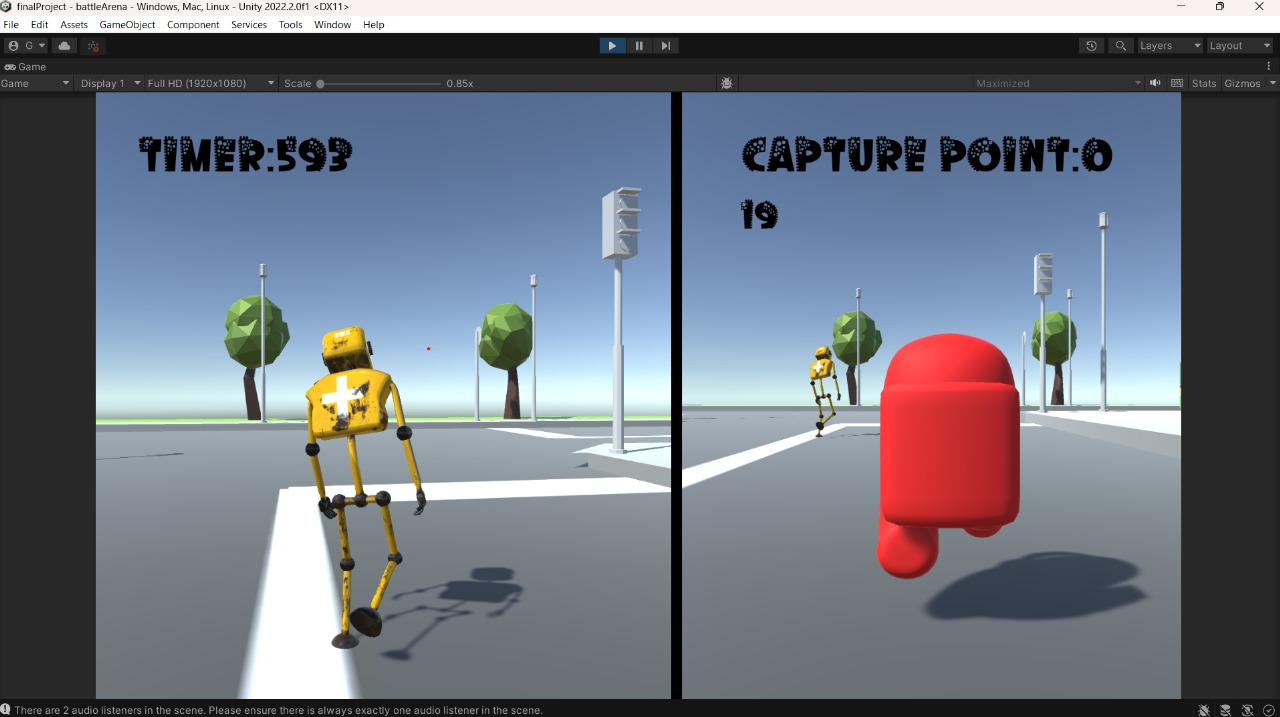 finalProject - battleArena - Windows, Mac, Linux - Unity 2022.2.0f1 <DX11>
File Edit Assets GameObject Component Services Tools Window Help
G Layers Layout
Game
Game Display 1 Full HD (1920x1080) Scale 0.85x Maximized Stats Gizmos
TIMER:593
CAPTURE POINT:0
19
There are 2 audio listeners in the scene. Please ensure there is always exactly one audio listener in the scene.